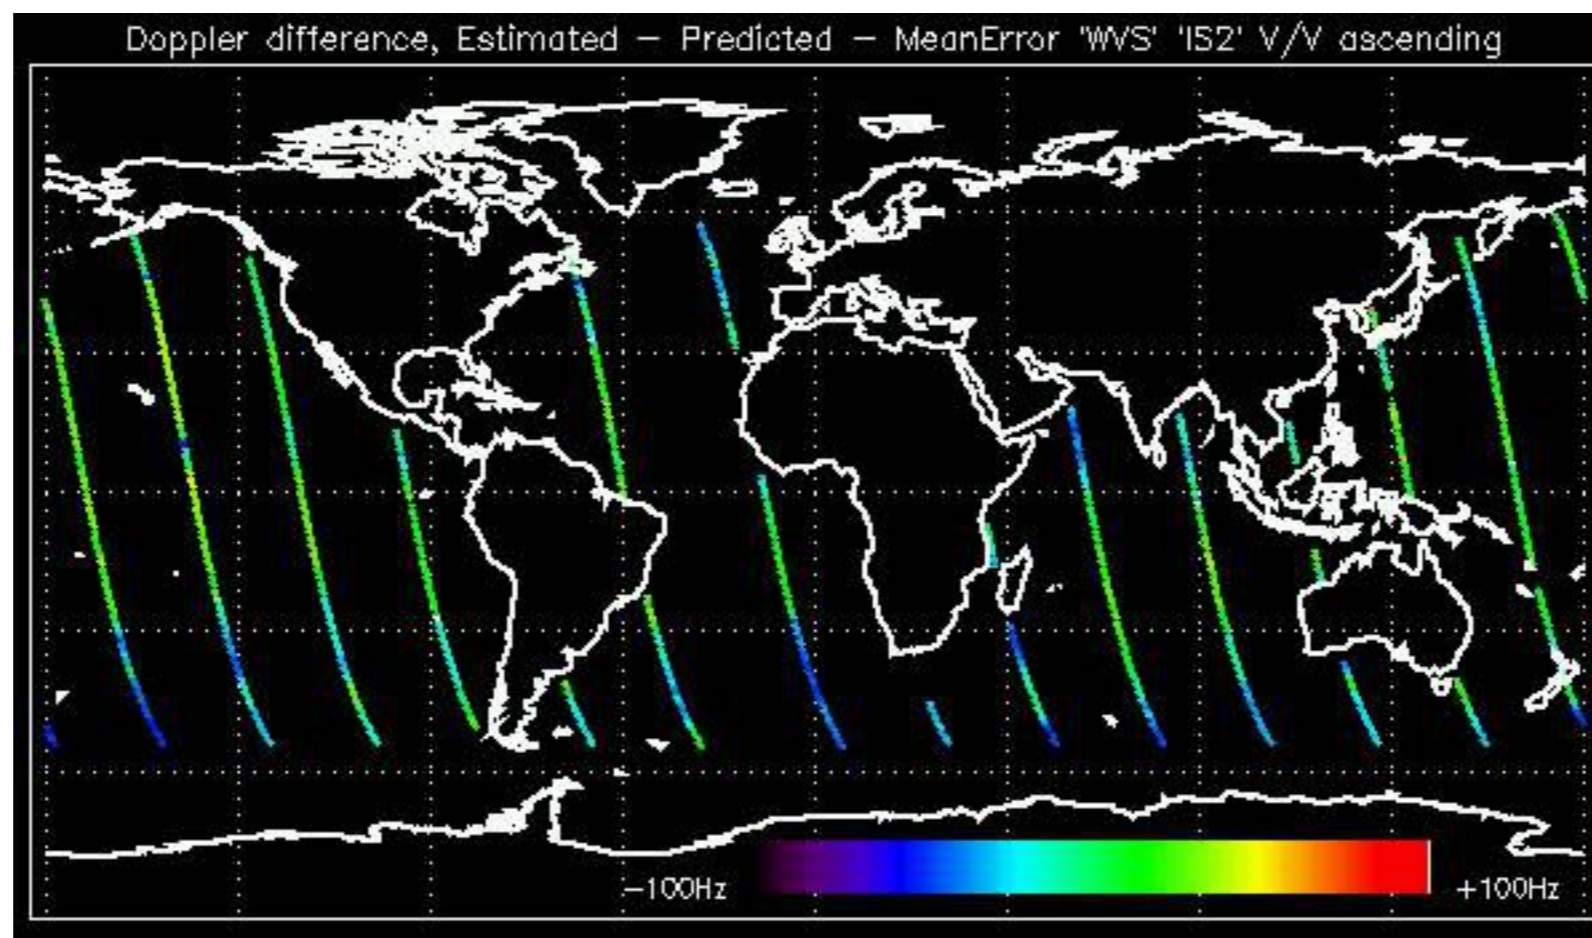 Doppler difference, Estimated - Predicted - MeanError 'WVS' 'IS2' V/V ascending
-100Hz
+100Hz